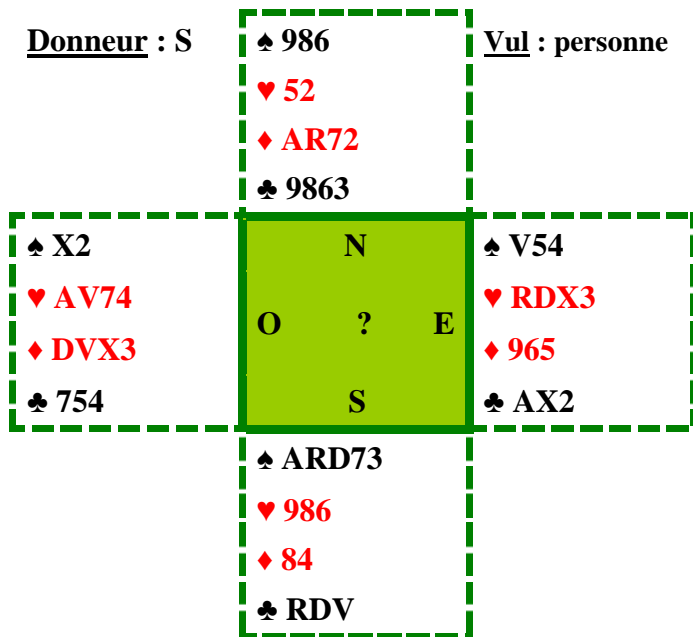 Donneur : S
♠ 986
♥ 52
♦ AR72
♣ 9863
Vul : personne
♠ X2
♥ AV74
♦ DVX3
♣ 754
N
O ? E
S
♠ V54
♥ RDX3
♦ 965
♣ AX2
♠ ARD73
♥ 986
♦ 84
♣ RDV